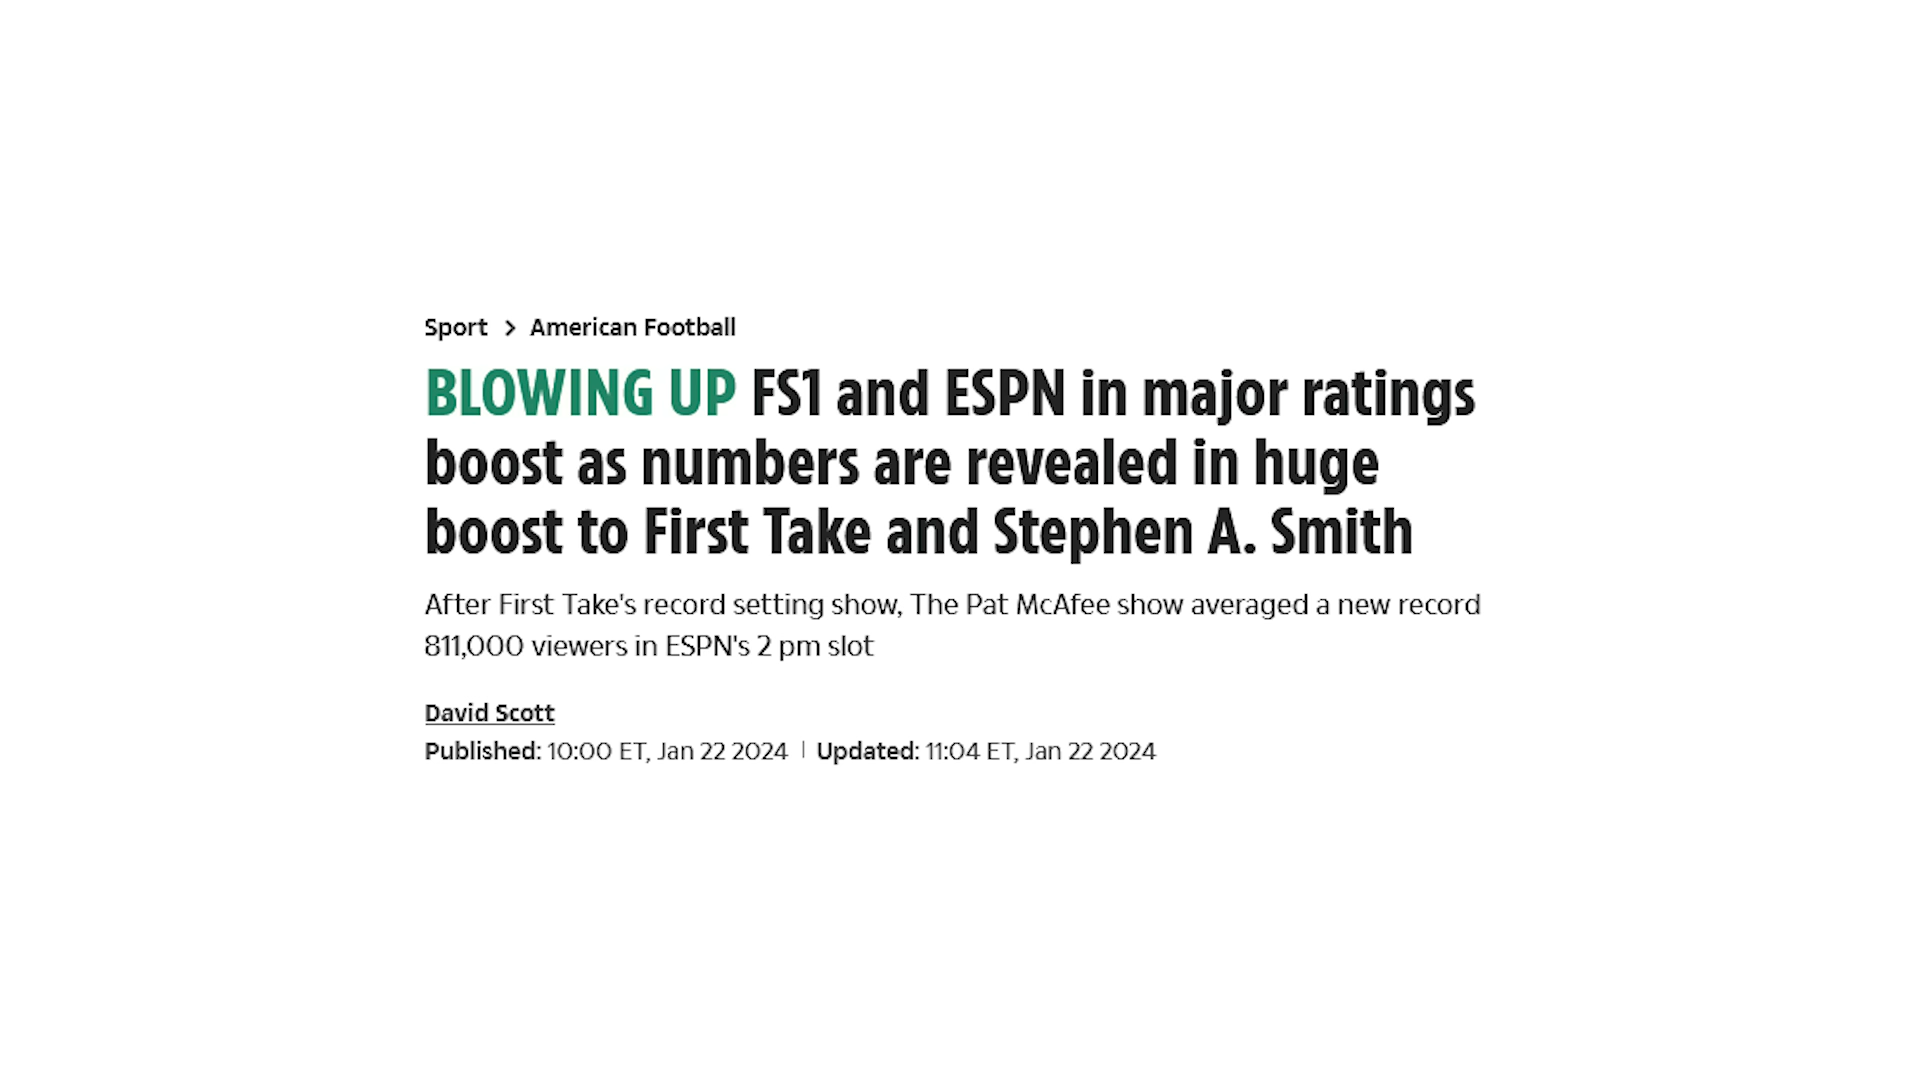 Sport > American Football
BLOWING UP FS1 and ESPN in major ratings
boost as numbers are revealed in huge
boost to First Take and Stephen A. Smith
After First Take's record setting show, The Pat McAfee show averaged a new record
811,000 viewers in ESPN's 2 pm slot
David Scott
Published: 10:00 ET, Jan 22 2024 | Updated: 11:04 ET, Jan 22 2024